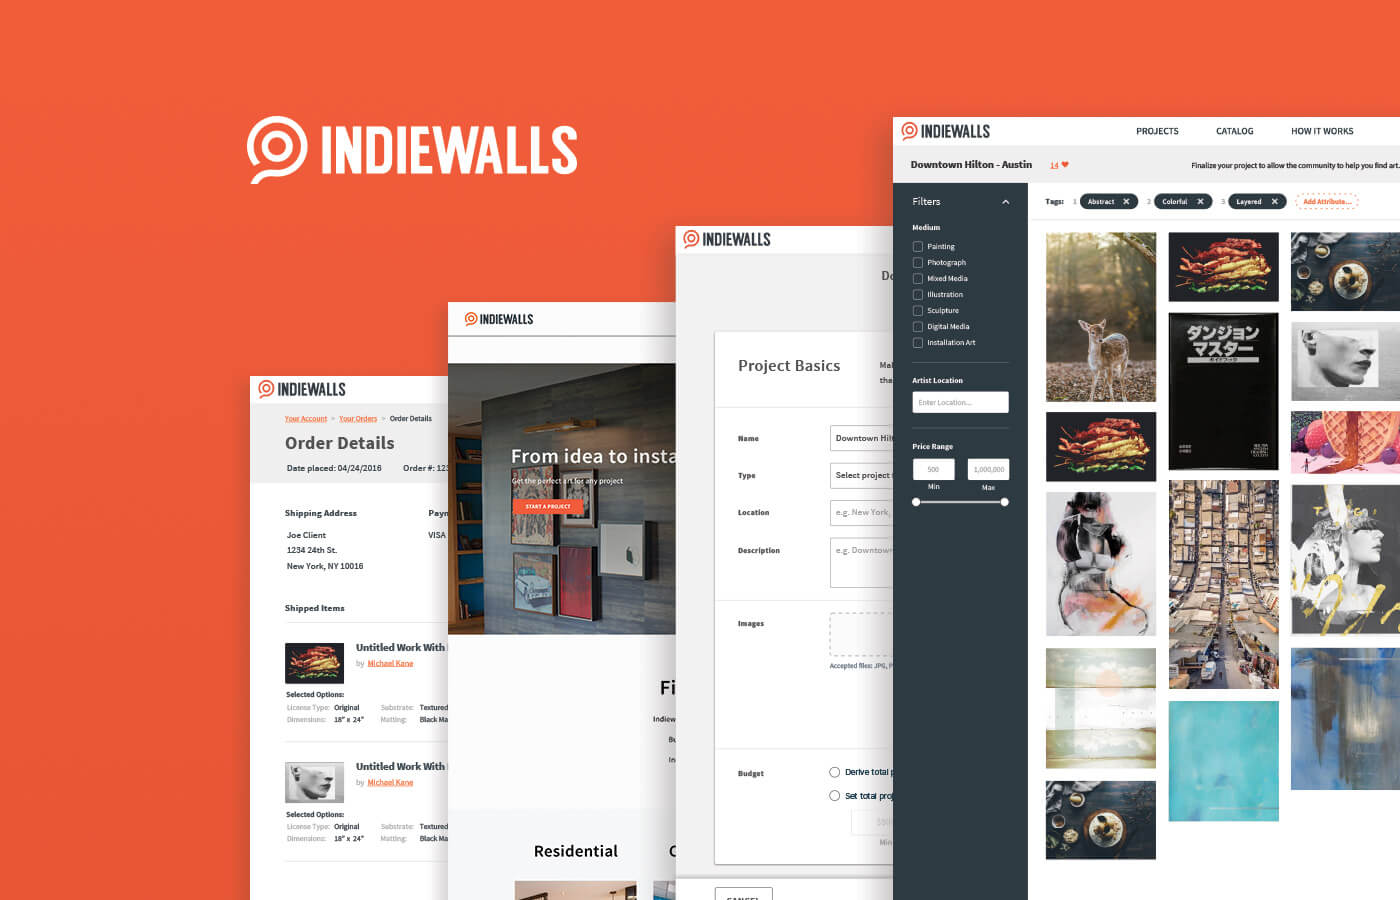 INDIEWALLS
INDIEWALLS
Your Account > Your Orders > Order Details
Order Details
Date placed: 04/24/2016 Order #: 123
Shipping Address
Joe Client
1234 24th St.
New York, NY 10016
VISA
Shipped Items
Untitled Work With
by Michael Kane
Selected Options:
License Type: Original Substrate: Textured
Dimensions: 18" x 24" Matting: Black
Untitled Work With
by Michael Kane
Selected Options:
License Type: Original Substrate: Textured
Dimensions: 18" x 24" Matting: Black
INDIEWALLS
From idea to insta
Get the perfect art for any project
START A PROJECT
Fi
Indiew
Bu
In
Residential
INDIEWALLS
Project Basics
Name Downtown Hilt
Type Select project
Location e.g. New York,
Description e.g. Downtown
Images
Accepted files: JPG, P
Budget
Derive total p
Set total proj
Min
CANCEL
INDIEWALLS
PROJECTS CATALOG HOW IT WORKS
Downtown Hilton - Austin 14
Finalize your project to allow the community to help you find art.
Filters
Medium
Painting
Photograph
Mixed Media
Illustration
Sculpture
Digital Media
Installation Art
Artist Location
Enter Location...
Price Range
500 1,000,000
Min Max
Tags: 1 Abstract ✕ 2 Colorful ✕ 3 Layered ✕ Add Attribute...
ダンジョン
マスター
ガイドブック